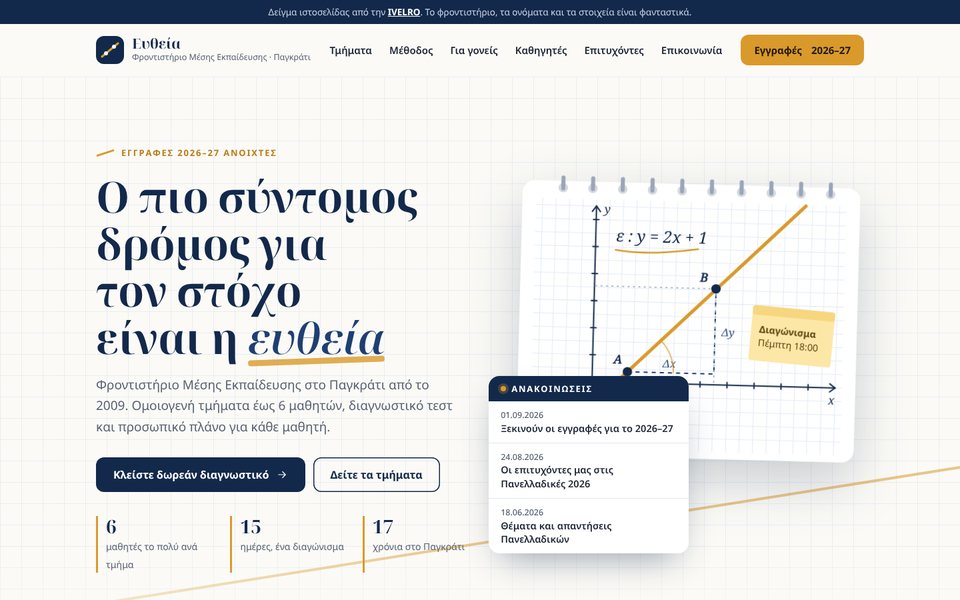 Δείγμα ιστοσελίδας από την IVELRO. Το φροντιστήριο, τα ονόματα και τα στοιχεία είναι φανταστικά.
Ευθεία
Φροντιστήριο Μέσης Εκπαίδευσης · Παγκράτι
Τμήματα Μέθοδος Για γονείς Καθηγητές Επιτυχόντες Επικοινωνία Εγγραφές 2026–27
ΕΓΓΡΑΦΕΣ 2026–27 ΑΝΟΙΧΤΕΣ
Ο πιο σύντομος
δρόμος για
τον στόχο
είναι η ευθεία
Φροντιστήριο Μέσης Εκπαίδευσης στο Παγκράτι από το
2009. Ομοιογενή τμήματα έως 6 μαθητών, διαγνωστικό τεστ
και προσωπικό πλάνο για κάθε μαθητή.
Κλείστε δωρεάν διαγνωστικό →
Δείτε τα τμήματα
6
μαθητές το πολύ ανά
τμήμα
15
ημέρες, ένα διαγώνισμα
17
χρόνια στο Παγκράτι
y
ε : y = 2x + 1
B
Δy
A
Δx
x
Διαγώνισμα
Πέμπτη 18:00
ΑΝΑΚΟΙΝΩΣΕΙΣ
01.09.2026
Ξεκινούν οι εγγραφές για το 2026–27
24.08.2026
Οι επιτυχόντες μας στις
Πανελλαδικές 2026
18.06.2026
Θέματα και απαντήσεις
Πανελλαδικών